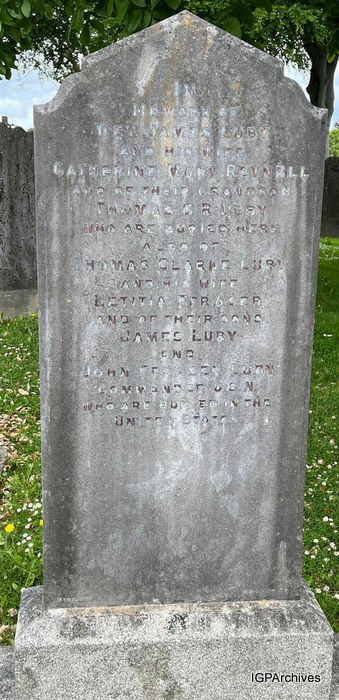 In
Memory of
Rev. James Luby
and his wife
Catherine Mary Reynell
and of their grandson
Thomas C. R. Luby
who are buried here
also of
Thomas Clarke Luby
and his wife
Letitia Fraser
and of their sons
James Luby
and
John Luby
Commander U.S.N.
who are buried in the
United States
IGPArchives